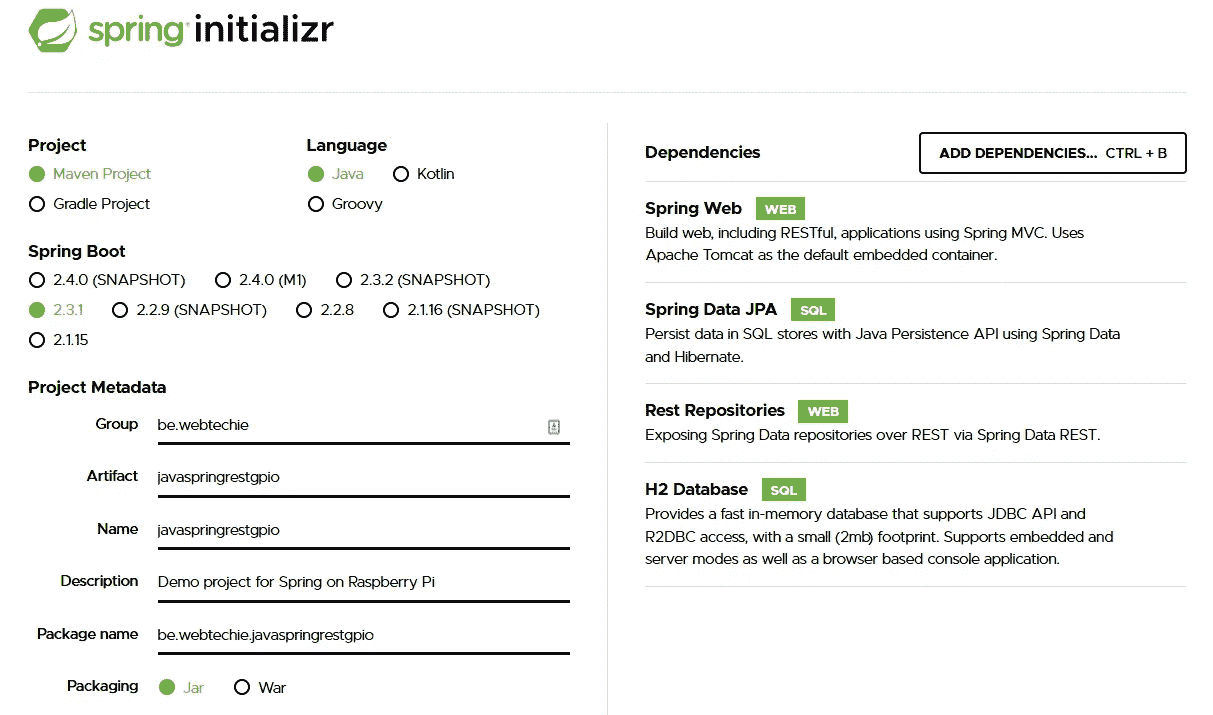 spring initializr
Project
Maven Project
Gradle Project
Language
Java Kotlin
Groovy
Spring Boot
2.4.0 (SNAPSHOT) 2.4.0 (M1) 2.3.2 (SNAPSHOT)
2.3.1 2.2.9 (SNAPSHOT) 2.2.8 2.1.16 (SNAPSHOT)
2.1.15
Project Metadata
Group be.webtechie
Artifact javaspringrestgpio
Name javaspringrestgpio
Description Demo project for Spring on Raspberry Pi
Package name be.webtechie.javaspringrestgpio
Packaging Jar War
Dependencies ADD DEPENDENCIES... CTRL + B
Spring Web WEB
Build web, including RESTful, applications using Spring MVC. Uses
Apache Tomcat as the default embedded container.
Spring Data JPA SQL
Persist data in SQL stores with Java Persistence API using Spring Data
and Hibernate.
Rest Repositories WEB
Exposing Spring Data repositories over REST via Spring Data REST.
H2 Database SQL
Provides a fast in-memory database that supports JDBC API and
R2DBC access, with a small (2mb) footprint. Supports embedded and
server modes as well as a browser based console application.